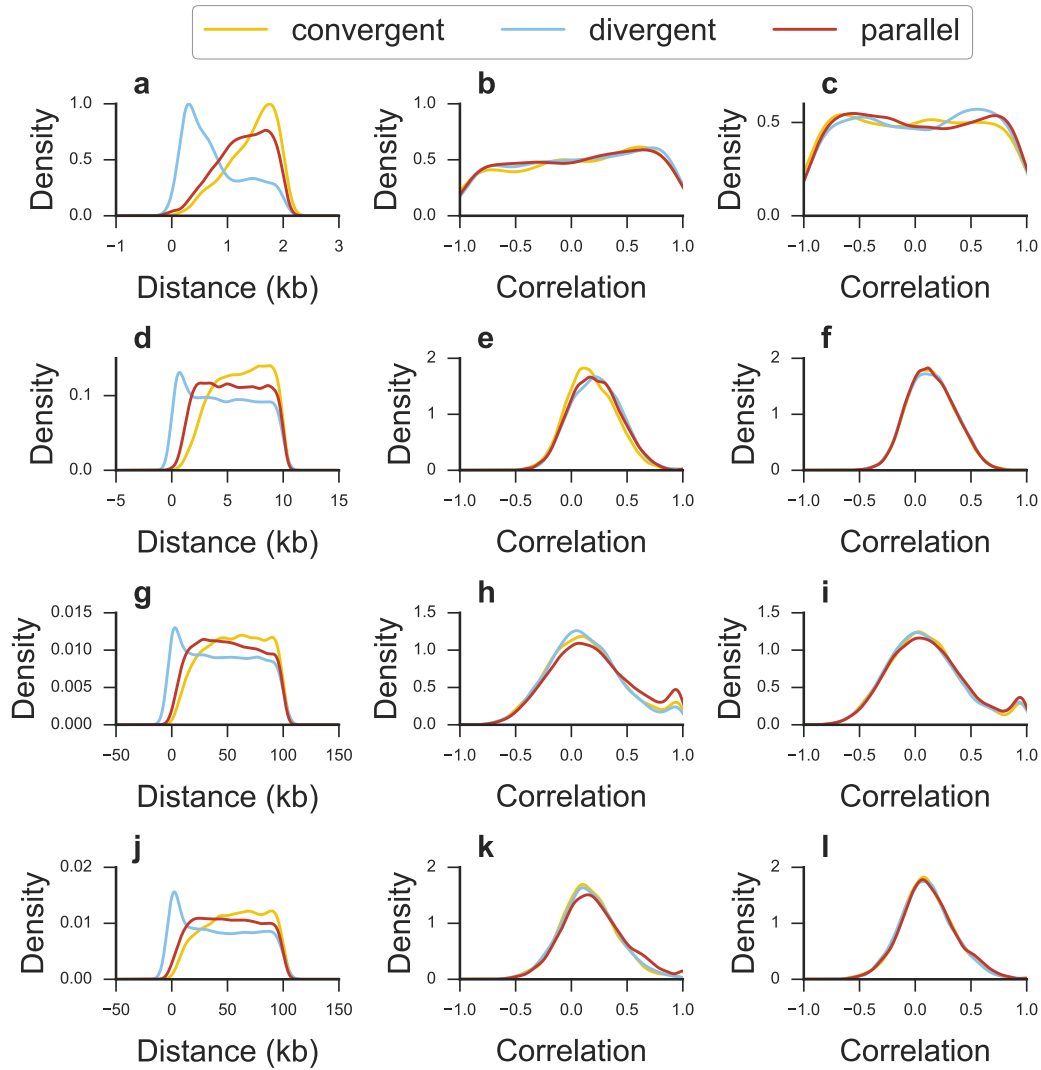 convergent divergent parallel
a b c
Density Density Density
1.0 1.0 0.5
0.5 0.5 0.0
0.0 0.0
−1 0 1 2 3 −1.0 −0.5 0.0 0.5 1.0 −1.0 −0.5 0.0 0.5 1.0
Distance (kb) Correlation Correlation
d e f
Density Density Density
0.1 2 2
0.0 1 1
0 0
−5 0 5 10 15 −1.0 −0.5 0.0 0.5 1.0 −1.0 −0.5 0.0 0.5 1.0
Distance (kb) Correlation Correlation
g h i
Density Density Density
0.015 1.5 1.5
0.010 1.0 1.0
0.005 0.5 0.5
0.000 0.0 0.0
−50 0 50 100 150 −1.0 −0.5 0.0 0.5 1.0 −1.0 −0.5 0.0 0.5 1.0
Distance (kb) Correlation Correlation
j k l
Density Density Density
0.02 2 2
0.01 1 1
0.00 0 0
−50 0 50 100 150 −1.0 −0.5 0.0 0.5 1.0 −1.0 −0.5 0.0 0.5 1.0
Distance (kb) Correlation Correlation